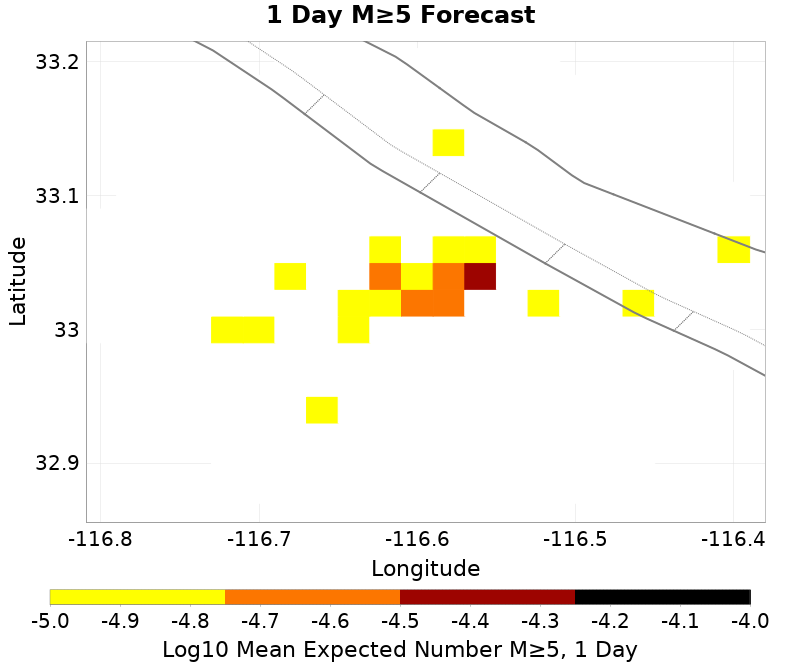 1 Day M≥5 Forecast
33.2
33.1
33
32.9
Latitude
-116.8 -116.7 -116.6 -116.5 -116.4
Longitude
-5.0 -4.9 -4.8 -4.7 -4.6 -4.5 -4.4 -4.3 -4.2 -4.1 -4.0
Log10 Mean Expected Number M≥5, 1 Day